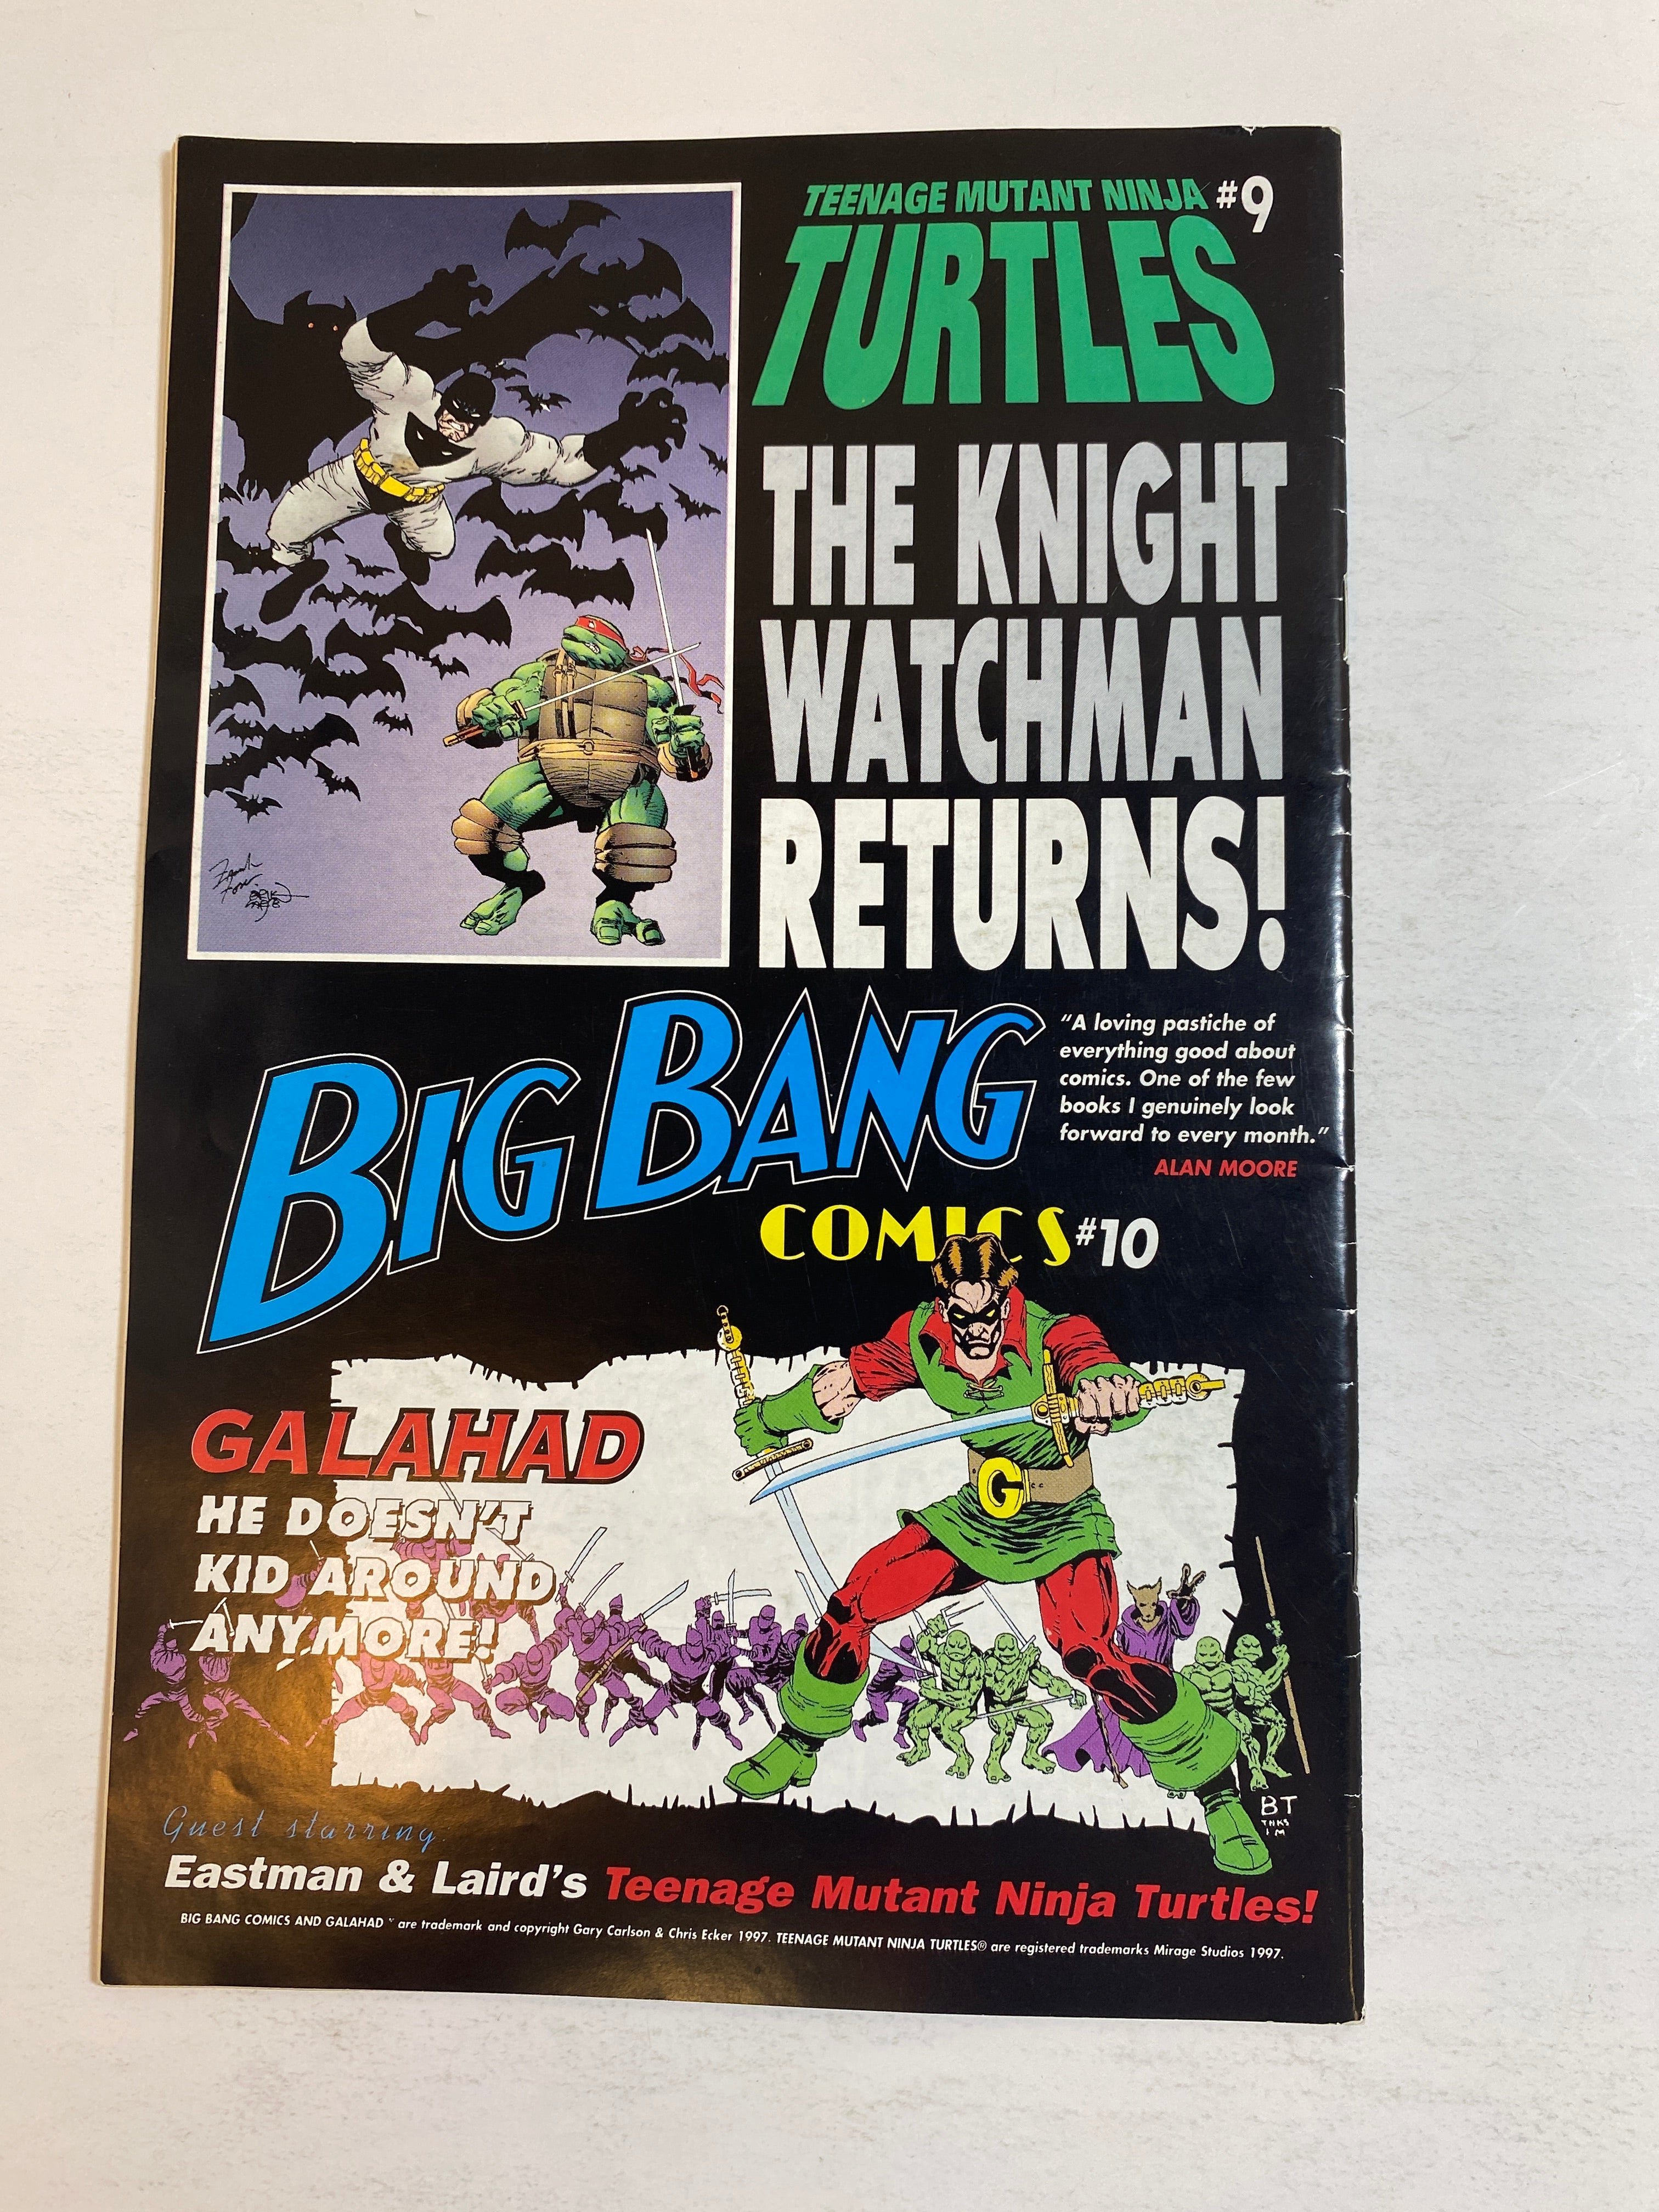 TEENAGE MUTANT NINJA #9
TURTLES
THE KNIGHT
WATCHMAN
RETURNS!
BIG BANG
COMICS #10
"A loving pastiche of
everything good about
comics. One of the few
books I genuinely look
forward to every month."
ALAN MOORE
GALAHAD
HE DOESN'T
KID AROUND
ANYMORE!
G
BT
Guest starring
Eastman & Laird's Teenage Mutant Ninja Turtles!
BIG BANG COMICS AND GALAHAD are trademark and copyright Gary Carlson & Chris Ecker 1997. TEENAGE MUTANT NINJA TURTLES® are registered trademarks Mirage Studios 1997.